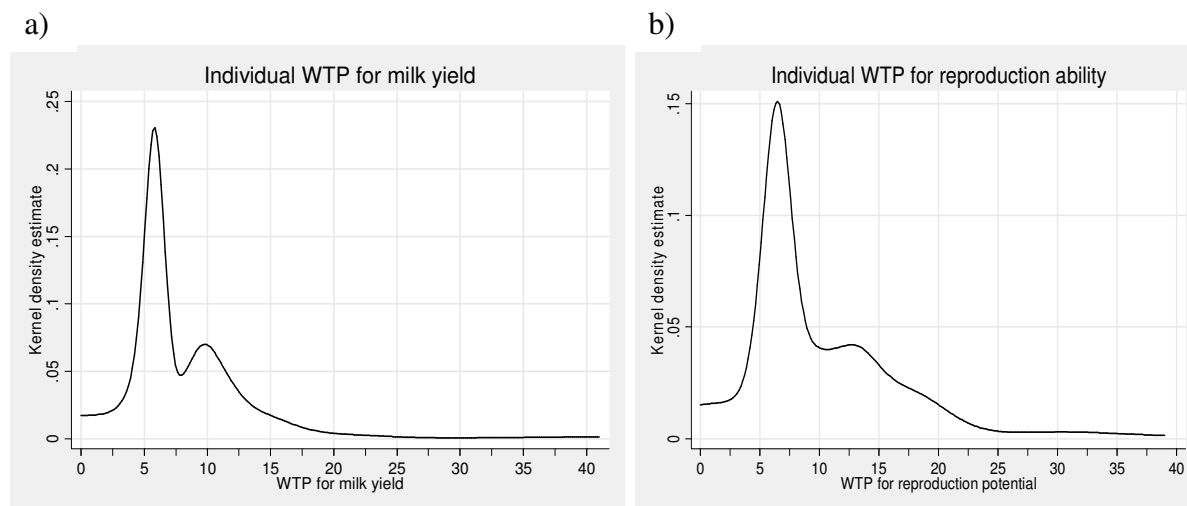 a)
Individual WTP for milk yield
Kernel density estimate
.25
.2
.15
.1
.05
0
0 5 10 15 20 25 30 35 40
WTP for milk yield
b)
Individual WTP for reproduction ability
Kernel density estimate
.15
.1
.05
0
0 5 10 15 20 25 30 35 40
WTP for reproduction potential